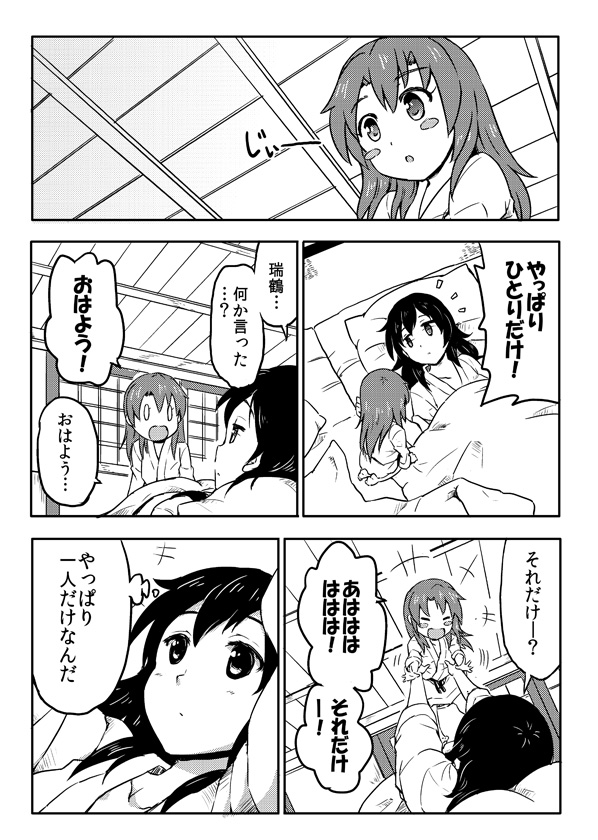 じぃー
やっぱり
ひとりだけ！
瑞鶴…
何か言った
…？
おはよう！
おはよう…
それだけー？
あははは
ははは！
それだけ
ー！
やっぱり
一人だけなんだ